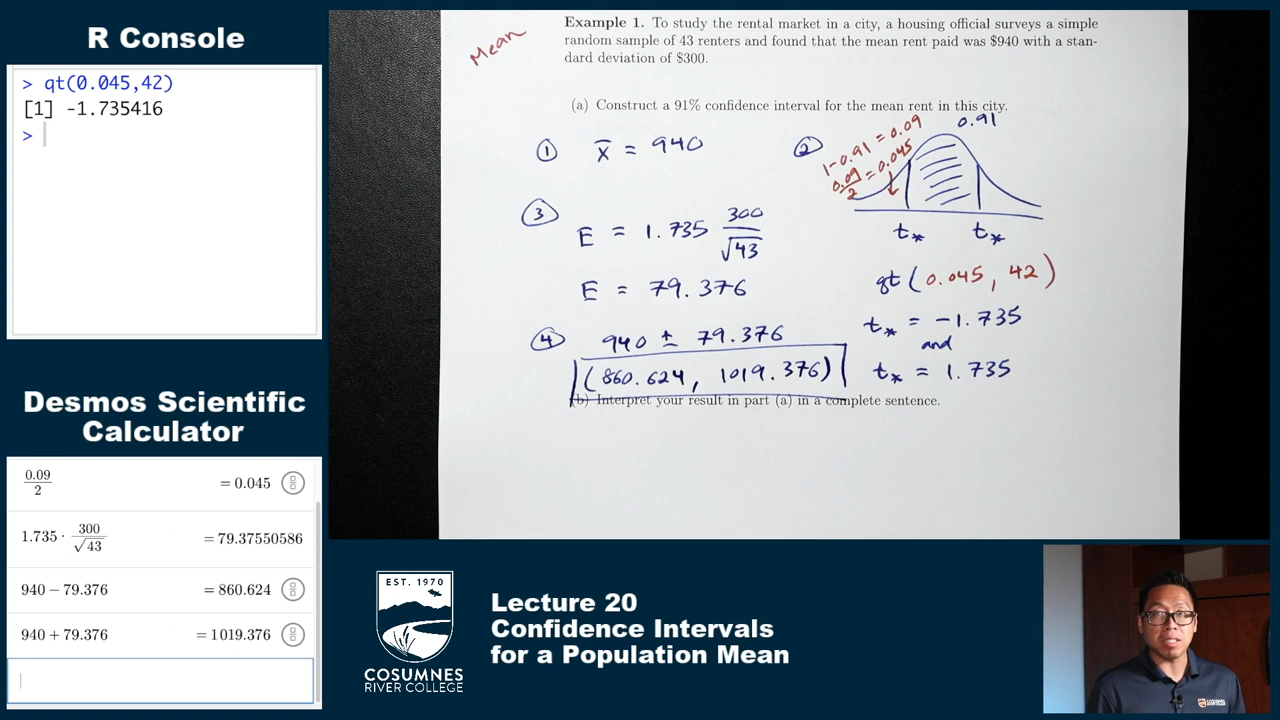 R Console
> qt(0.045,42)
[1] -1.735416
>
Desmos Scientific
Calculator
0.09
2
= 0.045
1.735 · 300
√43
= 79.37550586
940 − 79.376
= 860.624
940 + 79.376
= 1019.376
Mean
Example 1. To study the rental market in a city, a housing official surveys a simple
random sample of 43 renters and found that the mean rent paid was $940 with a stan-
dard deviation of $300.
(a) Construct a 91% confidence interval for the mean rent in this city.
① x̄ = 940
②
1-0.91 = 0.09
0.09/2 = 0.045
0.91
t* t*
③ E = 1.735 300/√43
E = 79.376
qt(0.045, 42)
t* = -1.735
and
t* = 1.735
④ 940 ± 79.376
(860.624, 1019.376)
(b) Interpret your result in part (a) in a complete sentence.
EST. 1970
COSUMNES
RIVER COLLEGE
Lecture 20
Confidence Intervals
for a Population Mean